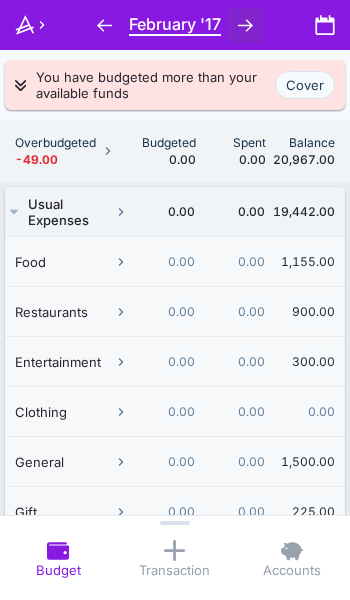 February '17
You have budgeted more than your
available funds
Cover
Overbudgeted Budgeted Spent Balance
-49.00 0.00 0.00 20,967.00
Usual
Expenses 0.00 0.00 19,442.00
Food 0.00 0.00 1,155.00
Restaurants 0.00 0.00 900.00
Entertainment 0.00 0.00 300.00
Clothing 0.00 0.00 0.00
General 0.00 0.00 1,500.00
Gift 0.00 0.00 225.00
Budget Transaction Accounts